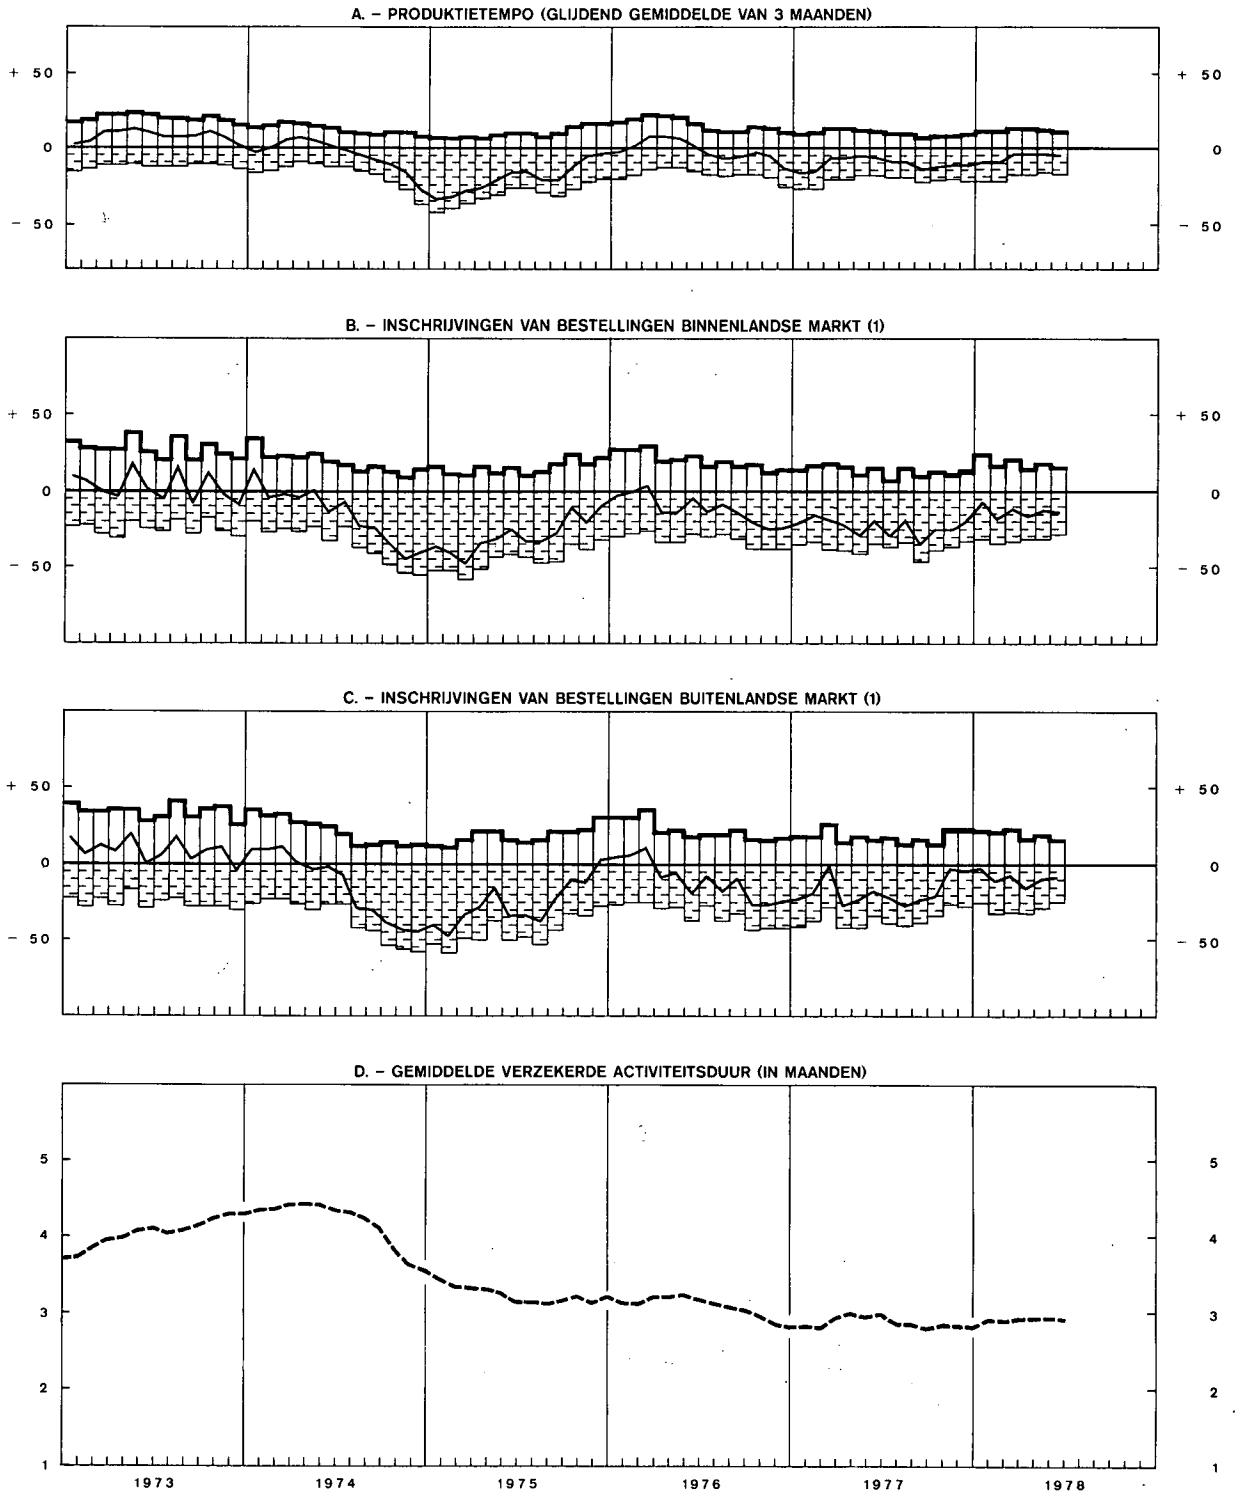 A. – PRODUKTIETEMPO (GLIJDEND GEMIDDELDE VAN 3 MAANDEN)
+ 50 + 50
0 0
– 50 – 50
B. – INSCHRIJVINGEN VAN BESTELLINGEN BINNENLANDSE MARKT (1)
+ 50 + 50
0 0
– 50 – 50
C. – INSCHRIJVINGEN VAN BESTELLINGEN BUITENLANDSE MARKT (1)
+ 50 + 50
0 0
– 50 – 50
D. – GEMIDDELDE VERZEKERDE ACTIVITEITSDUUR (IN MAANDEN)
5 5
4 4
3 3
2 2
1 1
1973 1974 1975 1976 1977 1978